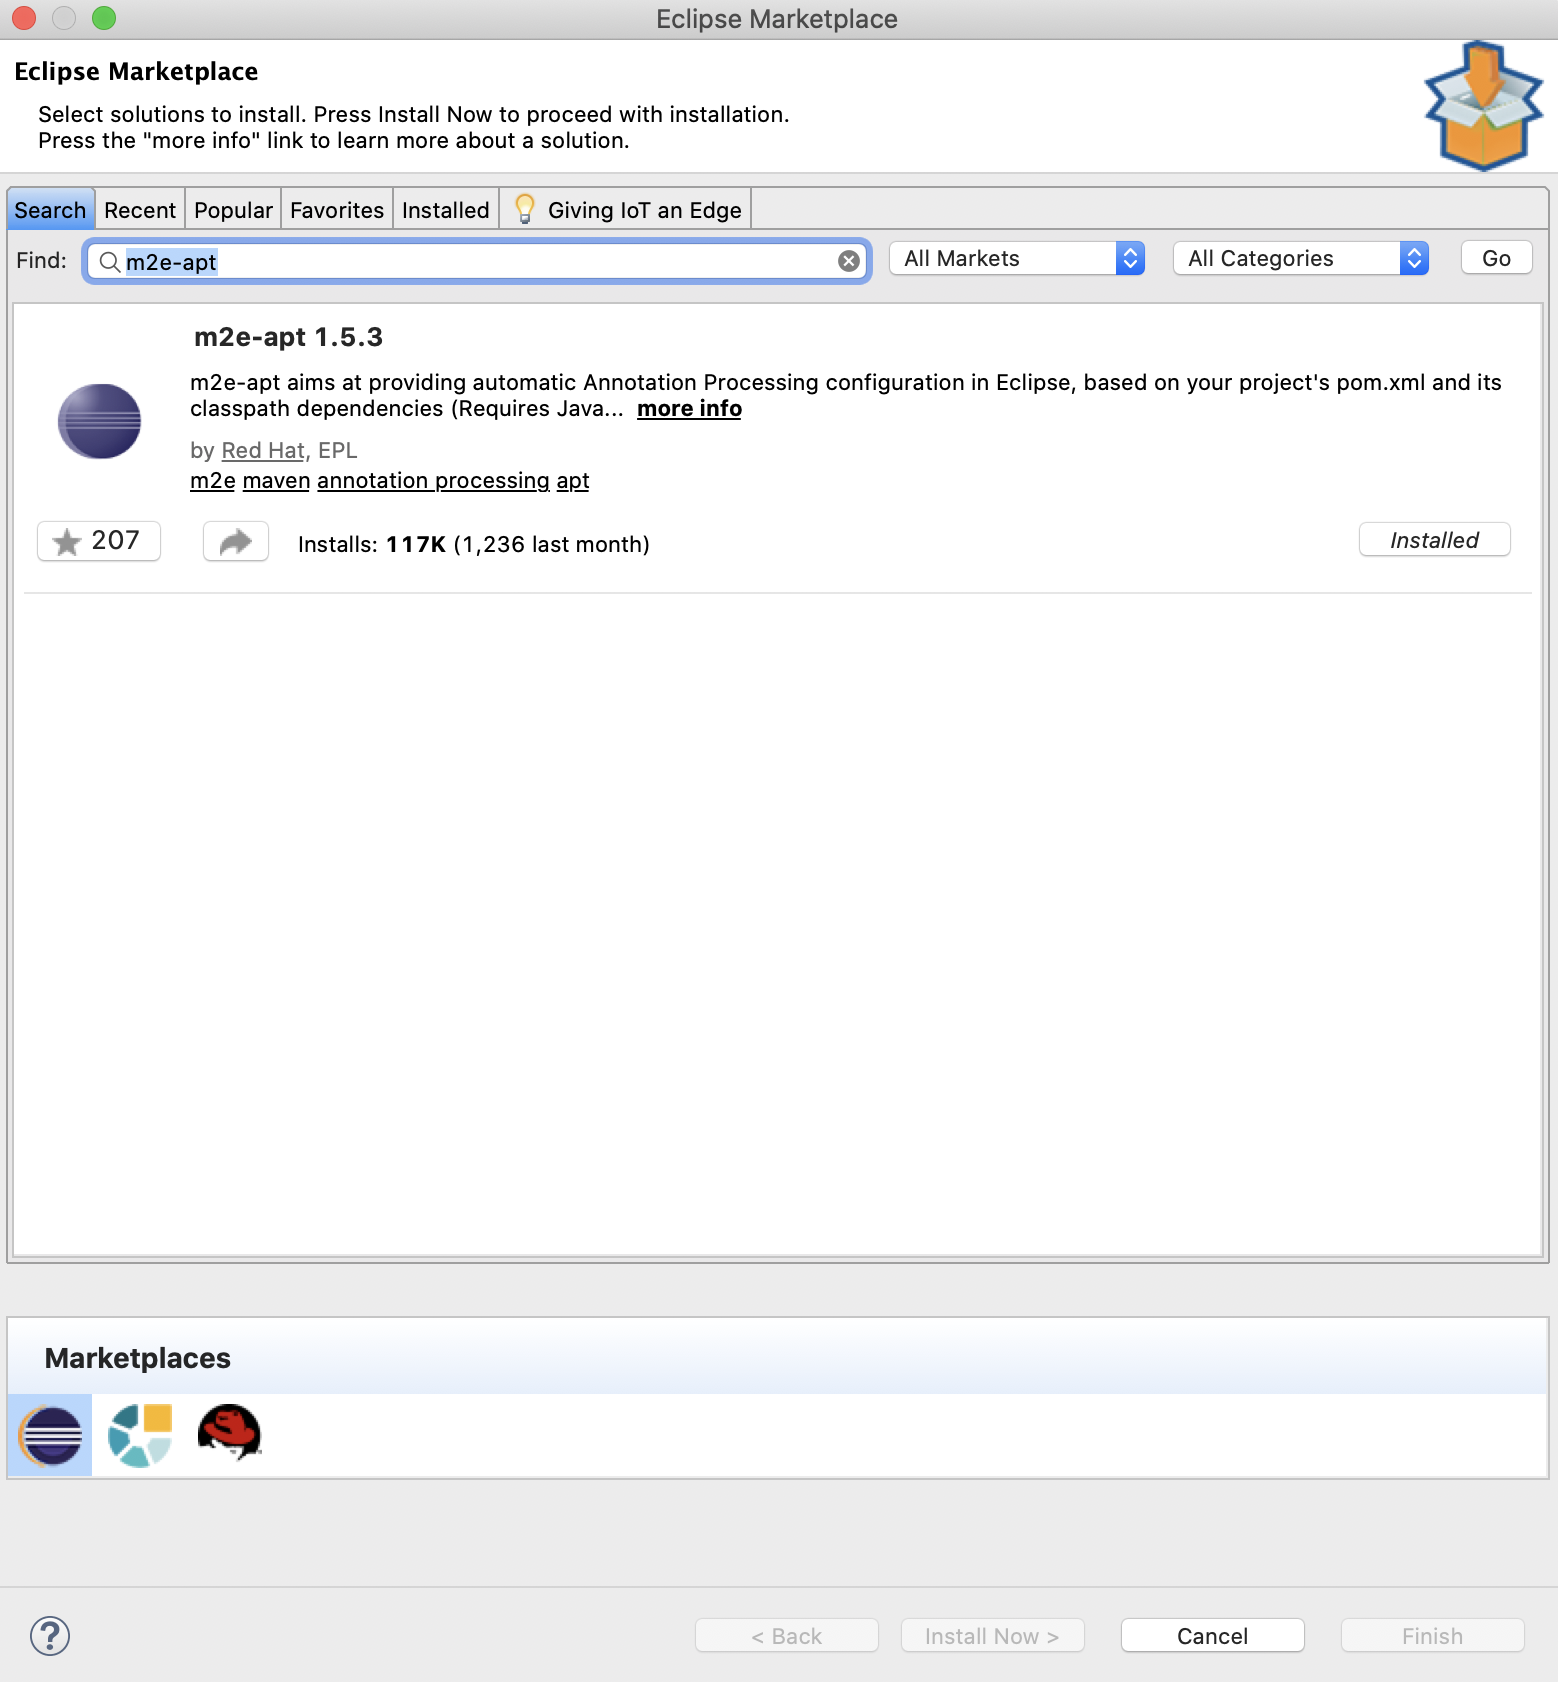 Eclipse Marketplace
Eclipse Marketplace
Select solutions to install. Press Install Now to proceed with installation.
Press the "more info" link to learn more about a solution.
Search Recent Popular Favorites Installed Giving IoT an Edge
Find: m2e-apt All Markets All Categories Go
m2e-apt 1.5.3
m2e-apt aims at providing automatic Annotation Processing configuration in Eclipse, based on your project's pom.xml and its
classpath dependencies (Requires Java... more info
by Red Hat, EPL
m2e maven annotation processing apt
207 Installs: 117K (1,236 last month) Installed
Marketplaces
? < Back Install Now > Cancel Finish